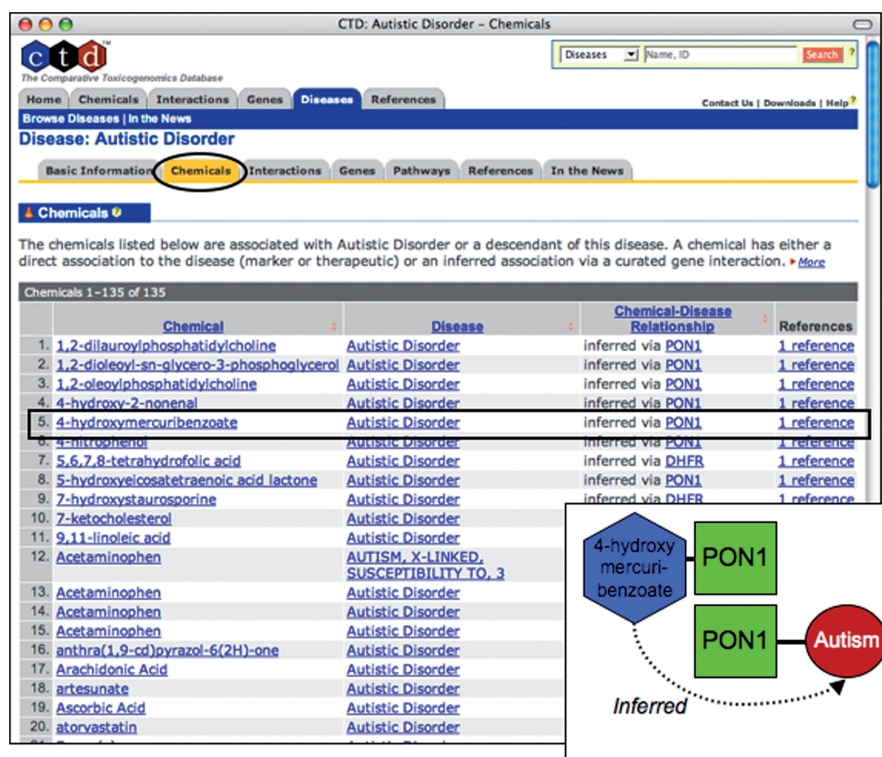 CTD: Autistic Disorder – Chemicals
ctd™
The Comparative Toxicogenomics Database
Diseases Name, ID Search ?
Home Chemicals Interactions Genes Diseases References
Contact Us | Downloads | Help ?
Browse Diseases | In the News
Disease: Autistic Disorder
Basic Information Chemicals Interactions Genes Pathways References In the News
Chemicals ?
The chemicals listed below are associated with Autistic Disorder or a descendant of this disease. A chemical has either a
direct association to the disease (marker or therapeutic) or an inferred association via a curated gene interaction. ▸More
Chemicals 1–135 of 135
Chemical Disease Chemical-Disease Relationship References
1. 1,2-dilauroylphosphatidylcholine Autistic Disorder inferred via PON1 1 reference
2. 1,2-dioleoyl-sn-glycero-3-phosphoglycerol Autistic Disorder inferred via PON1 1 reference
3. 1,2-oleoylphosphatidylcholine Autistic Disorder inferred via PON1 1 reference
4. 4-hydroxy-2-nonenal Autistic Disorder inferred via PON1 1 reference
5. 4-hydroxymercuribenzoate Autistic Disorder inferred via PON1 1 reference
6. 4-nitrophenol Autistic Disorder inferred via PON1 1 reference
7. 5,6,7,8-tetrahydrofolic acid Autistic Disorder inferred via DHFR 1 reference
8. 5-hydroxyeicosatetraenoic acid lactone Autistic Disorder inferred via PON1 1 reference
9. 7-hydroxystaurosporine Autistic Disorder inferred via DHFR 1 reference
10. 7-ketocholesterol Autistic Disorder
11. 9,11-linoleic acid Autistic Disorder
12. Acetaminophen AUTISM, X-LINKED,
SUSCEPTIBILITY TO, 3
13. Acetaminophen Autistic Disorder
14. Acetaminophen Autistic Disorder
15. Acetaminophen Autistic Disorder
16. anthra(1,9-cd)pyrazol-6(2H)-one Autistic Disorder
17. Arachidonic Acid Autistic Disorder
18. artesunate Autistic Disorder
19. Ascorbic Acid Autistic Disorder
20. atorvastatin Autistic Disorder
4-hydroxy
mercuri-
benzoate
PON1
PON1
Autism
Inferred